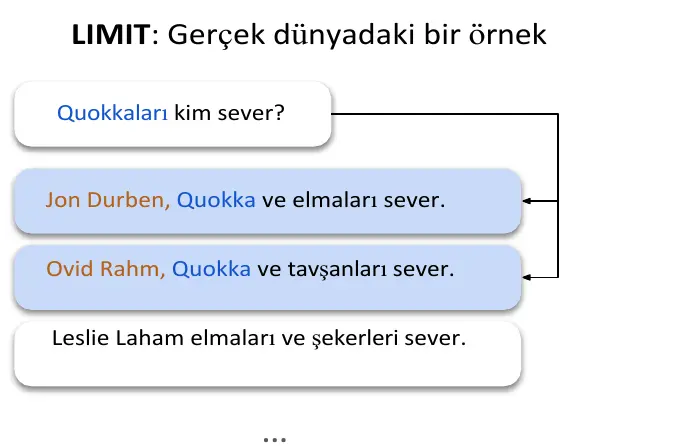 LIMIT: Gerçek dünyadaki bir örnek
Quokkaları kim sever?
Jon Durben, Quokka ve elmaları sever.
Ovid Rahm, Quokka ve tavşanları sever.
Leslie Laham elmaları ve şekerleri sever.
...